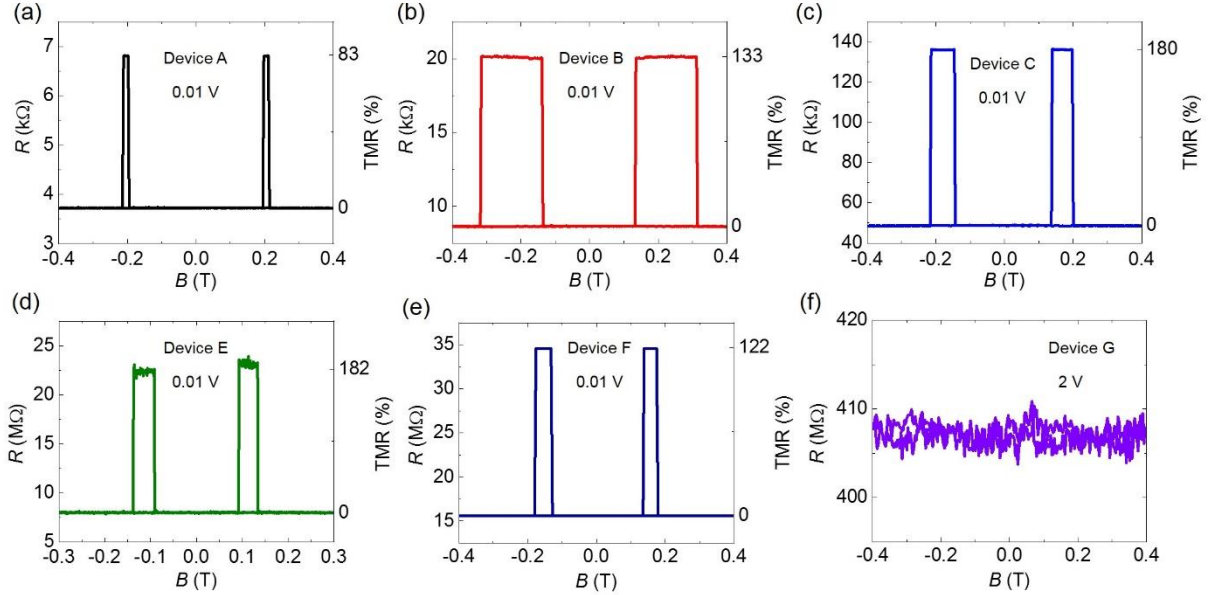 (a)
7
6
5
4
3
R (kΩ)
Device A
0.01 V
83
0
TMR (%)
-0.4 -0.2 0.0 0.2 0.4
B (T)
(b)
20
15
10
R (kΩ)
Device B
0.01 V
133
0
TMR (%)
-0.4 -0.2 0.0 0.2 0.4
B (T)
(c)
140
120
100
80
60
40
R (kΩ)
Device C
0.01 V
180
0
TMR (%)
-0.4 -0.2 0.0 0.2 0.4
B (T)
(d)
25
20
15
10
5
R (MΩ)
Device E
0.01 V
182
0
TMR (%)
-0.3 -0.2 -0.1 0.0 0.1 0.2 0.3
B (T)
(e)
35
30
25
20
15
R (MΩ)
Device F
0.01 V
122
0
TMR (%)
-0.4 -0.2 0.0 0.2 0.4
B (T)
(f)
420
410
400
R (MΩ)
Device G
2 V
-0.4 -0.2 0.0 0.2 0.4
B (T)